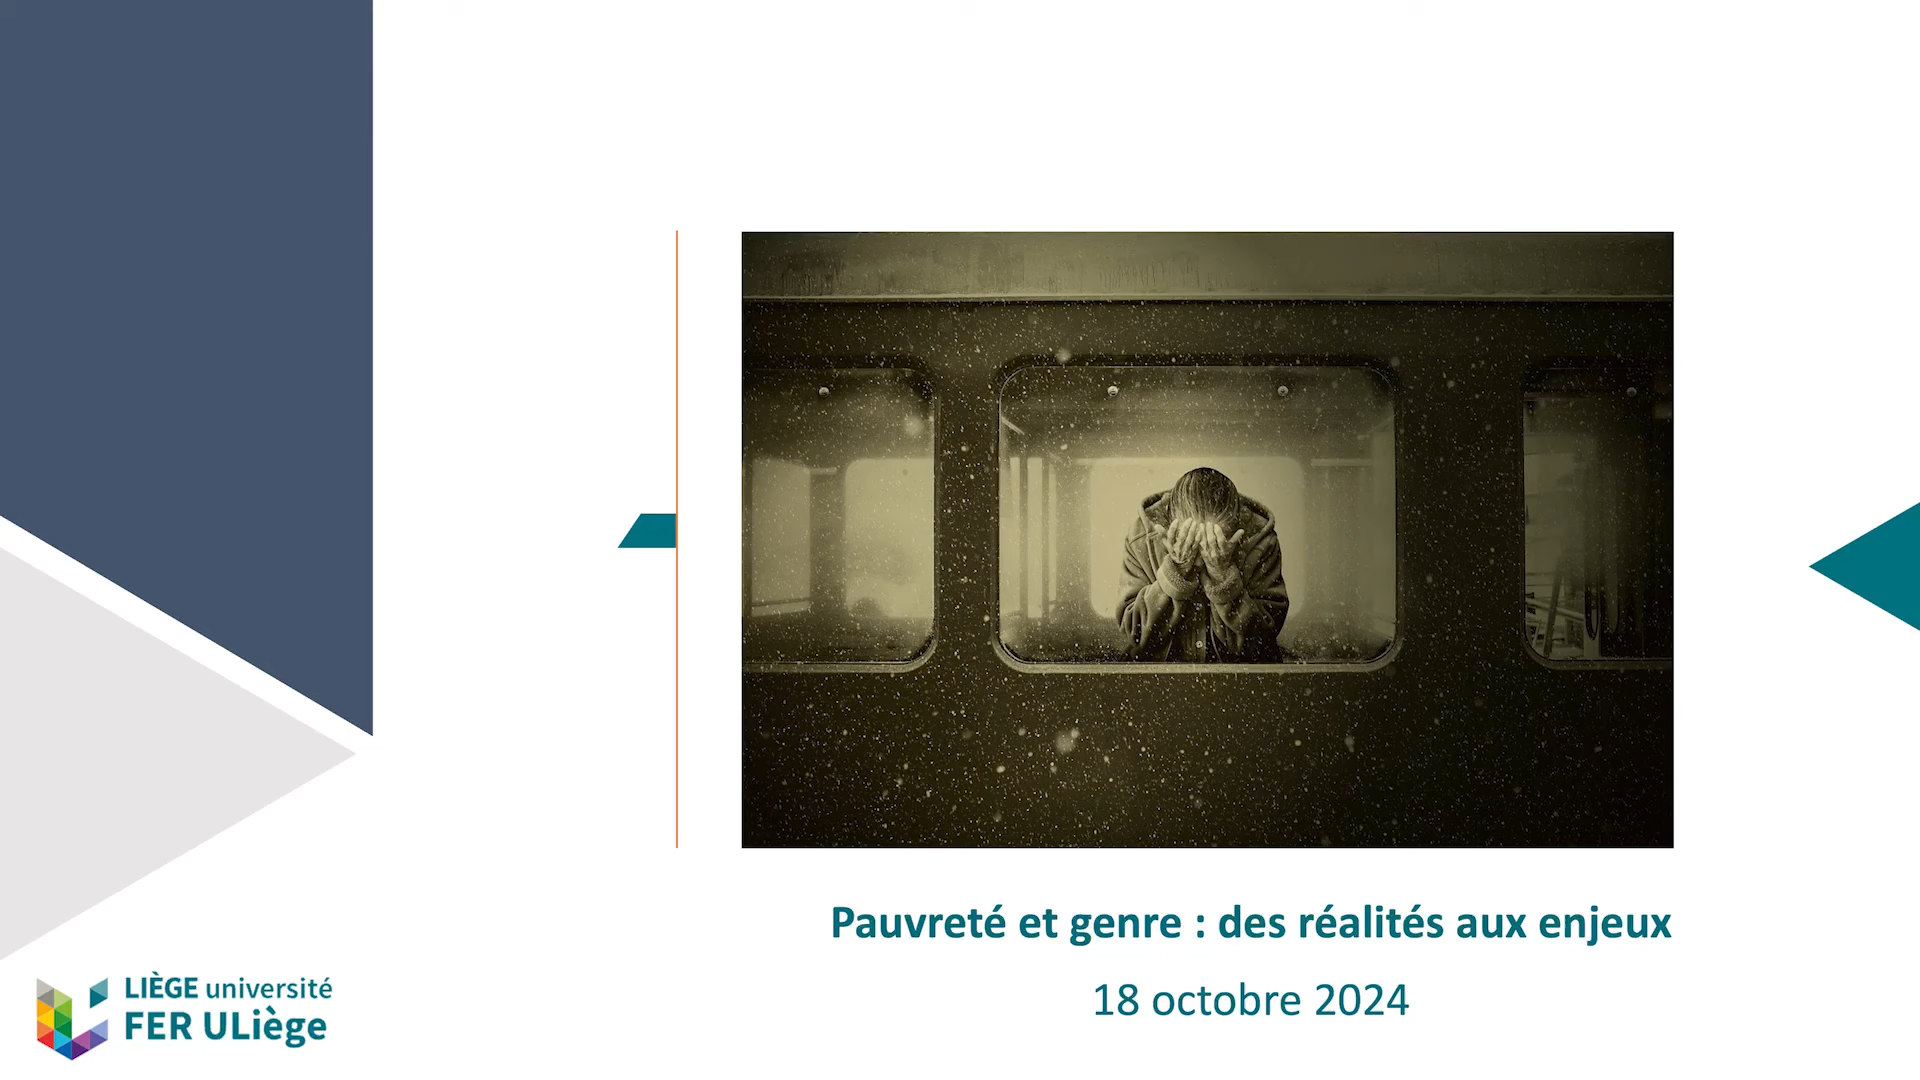 Pauvreté et genre : des réalités aux enjeux
18 octobre 2024
LIÈGE université
FER ULiège